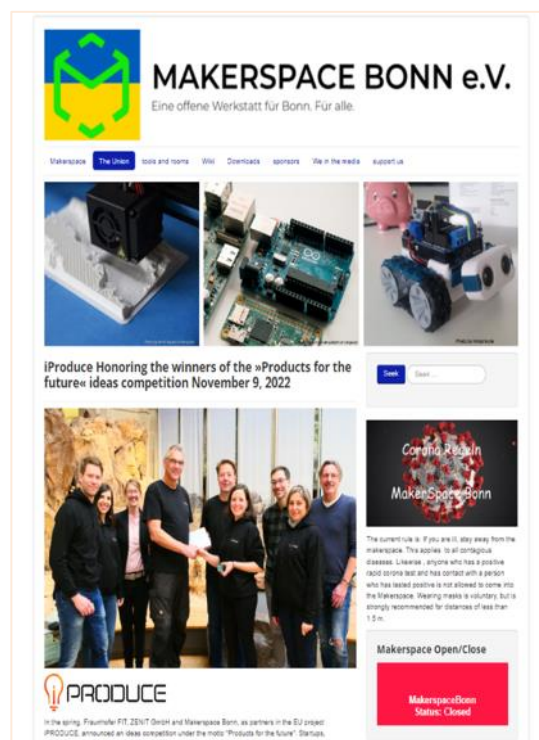 MAKERSPACE BONN e.V.
Eine offene Werkstatt für Bonn. Für alle.
Makerspace The Union tools and rooms Wiki Downloads sponsors We in the media support us
iProduce Honoring the winners of the »Products for the
future« ideas competition November 9, 2022
Seek
Corona Regeln
MakerSpace Bonn
The current rule is: If you are ill, stay away from the
makerspace. This applies to all contagious
diseases. Likewise , anyone who has a positive
rapid corona test and has contact with a person
who has tested positive is not allowed to come into
the Makerspace. Wearing masks is voluntary, but is
strongly recommended for distances of less than
1.5 m.
Makerspace Open/Close
MakerspaceBonn
Status: Closed
iPRODUCE
In the spring, Fraunhofer FIT, ZENIT GmbH and Makerspace Bonn, as partners in the EU project
iPRODUCE, announced an ideas competition under the motto "Products for the future". Startups,